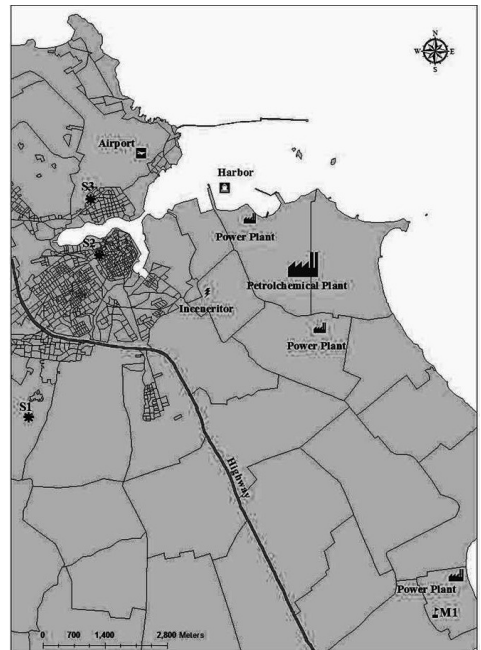 N
W E
S
Airport
S3
Harbor
S2
Power Plant
Petrolchemical Plant
Inceneritor
Power Plant
S1
Highway
Power Plant
M1
0 700 1,400 2,800 Meters